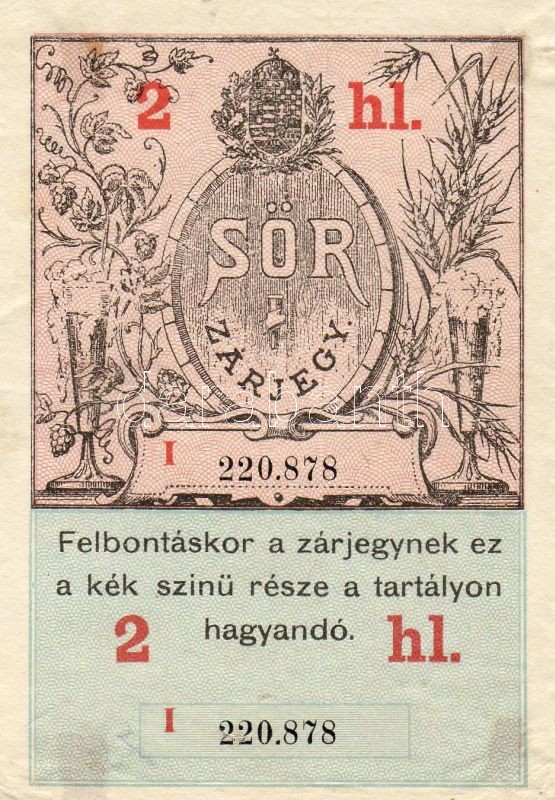 2 hl.
SÖR
ZÁRJEGY.
I 220.878
Felbontáskor a zárjegynek ez
a kék szinü része a tartályon
hagyandó.
2 hl.
I 220.878